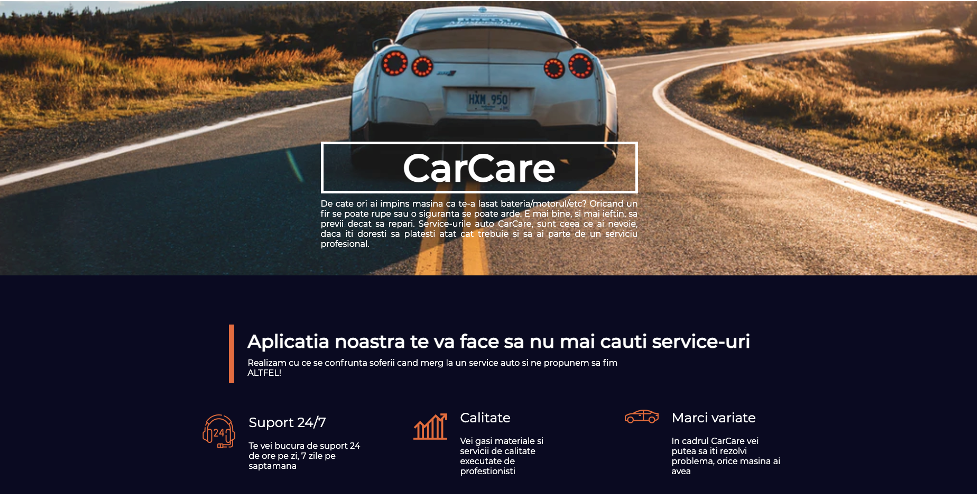 HXM 950
CarCare
De cate ori ai impins masina ca te-a lasat bateria/motorul/etc? Oricand un
fir se poate rupe sau o siguranta se poate arde. E mai bine, si mai ieftin, sa
previi decat sa repari. Service-urile auto CarCare, sunt ceea ce ai nevoie,
daca iti doresti sa platesti atat cat trebuie si sa ai parte de un serviciu
profesional.
Aplicatia noastra te va face sa nu mai cauti service-uri
Realizam cu ce se confrunta soferii cand merg la un service auto si ne propunem sa fim
ALTFEL!
24/7
Suport 24/7
Te vei bucura de suport 24
de ore pe zi, 7 zile pe
saptamana
Calitate
Vei gasi materiale si
servicii de calitate
executate de
profestionisti
Marci variate
In cadrul CarCare vei
putea sa iti rezolvi
problema, orice masina ai
avea